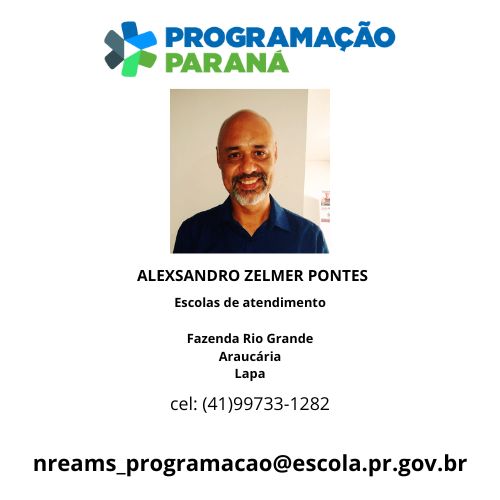 PROGRAMAÇÃO
PARANÁ
ALEXSANDRO ZELMER PONTES
Escolas de atendimento
Fazenda Rio Grande
Araucária
Lapa
cel: (41)99733-1282
nreams_programacao@escola.pr.gov.br